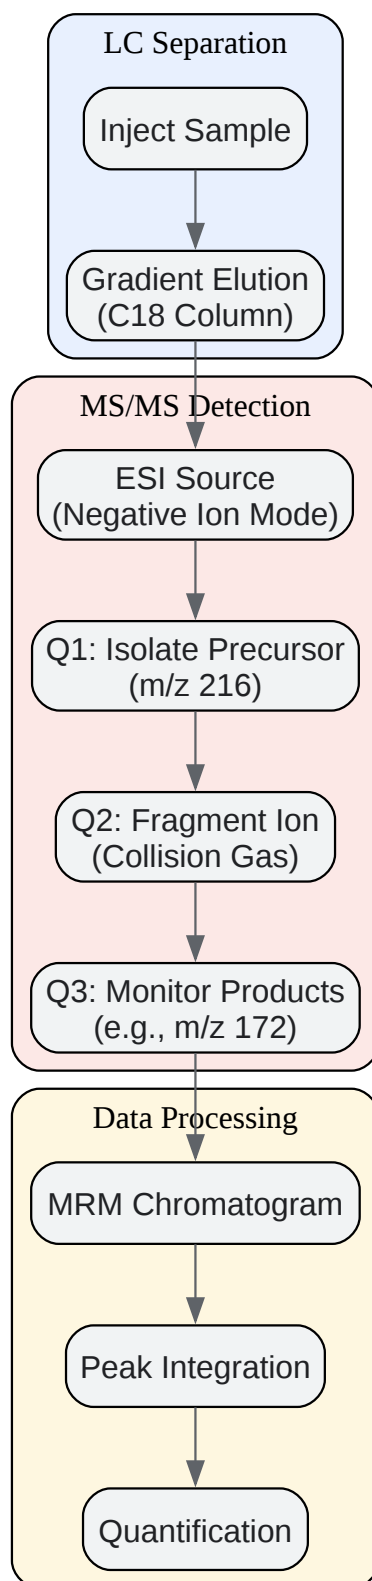 LC Separation
Inject Sample
Gradient Elution
(C18 Column)
MS/MS Detection
ESI Source
(Negative Ion Mode)
Q1: Isolate Precursor
(m/z 216)
Q2: Fragment Ion
(Collision Gas)
Q3: Monitor Products
(e.g., m/z 172)
Data Processing
MRM Chromatogram
Peak Integration
Quantification